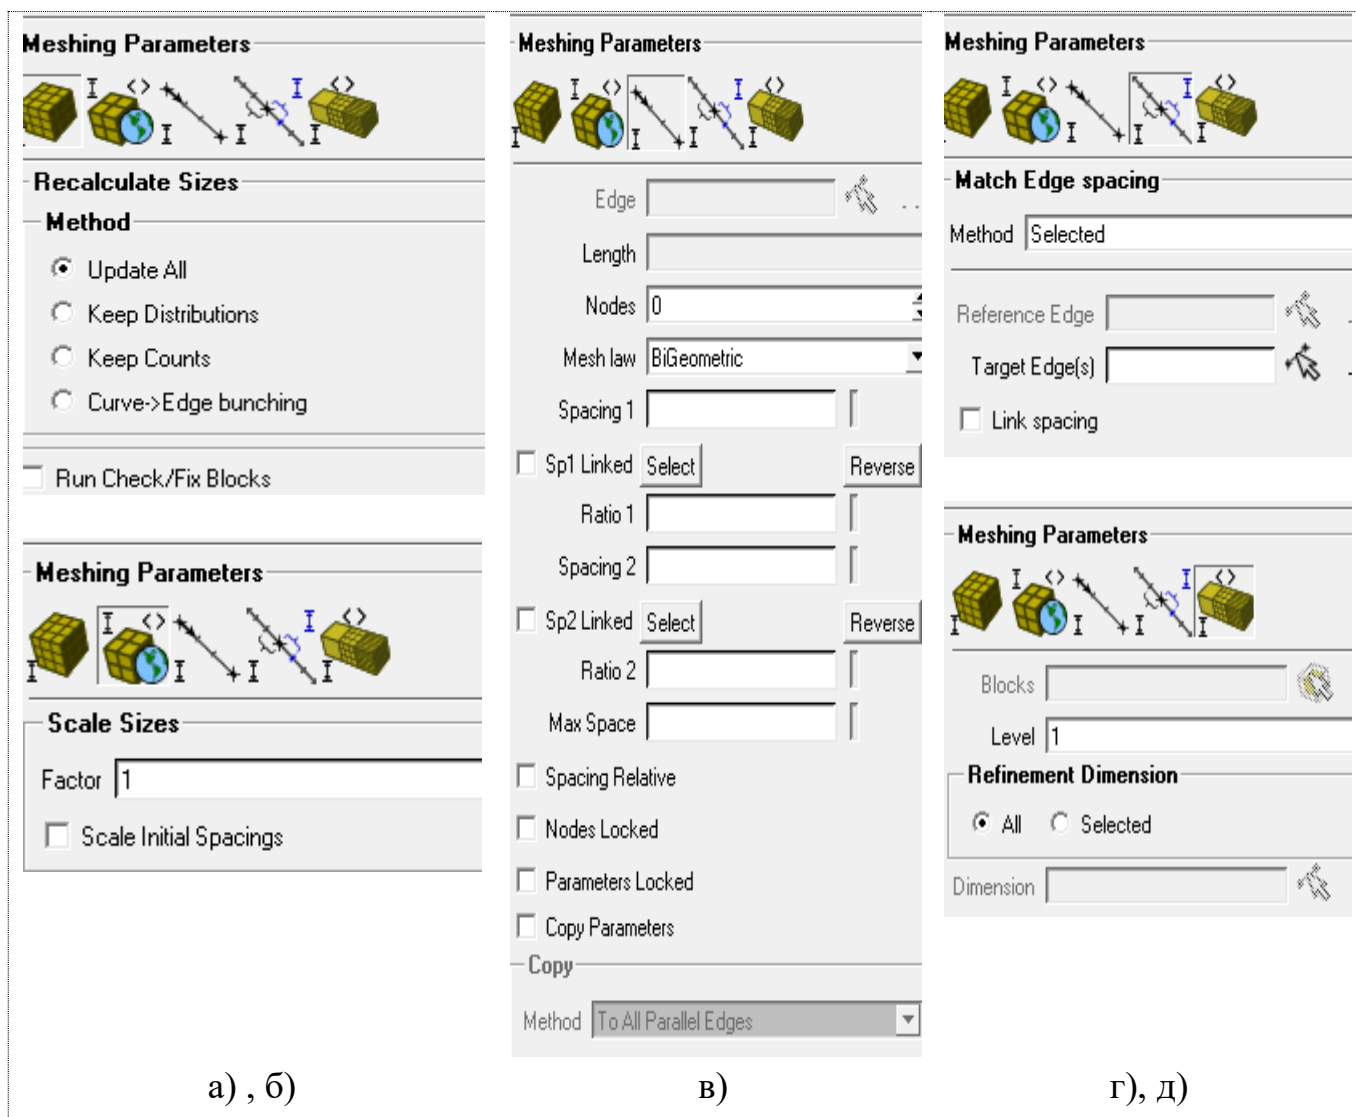 Meshing Parameters
Recalculate Sizes
Method
Update All
Keep Distributions
Keep Counts
Curve->Edge bunching
Run Check/Fix Blocks
Meshing Parameters
Scale Sizes
Factor 1
Scale Initial Spacings
а) , б)
Meshing Parameters
Edge
Length
Nodes 0
Mesh law BiGeometric
Spacing 1
Sp1 Linked Select Reverse
Ratio 1
Spacing 2
Sp2 Linked Select Reverse
Ratio 2
Max Space
Spacing Relative
Nodes Locked
Parameters Locked
Copy Parameters
Copy
Method To All Parallel Edges
в)
Meshing Parameters
Match Edge spacing
Method Selected
Reference Edge
Target Edge(s)
Link spacing
Meshing Parameters
Blocks
Level 1
Refinement Dimension
All Selected
Dimension
г), д)